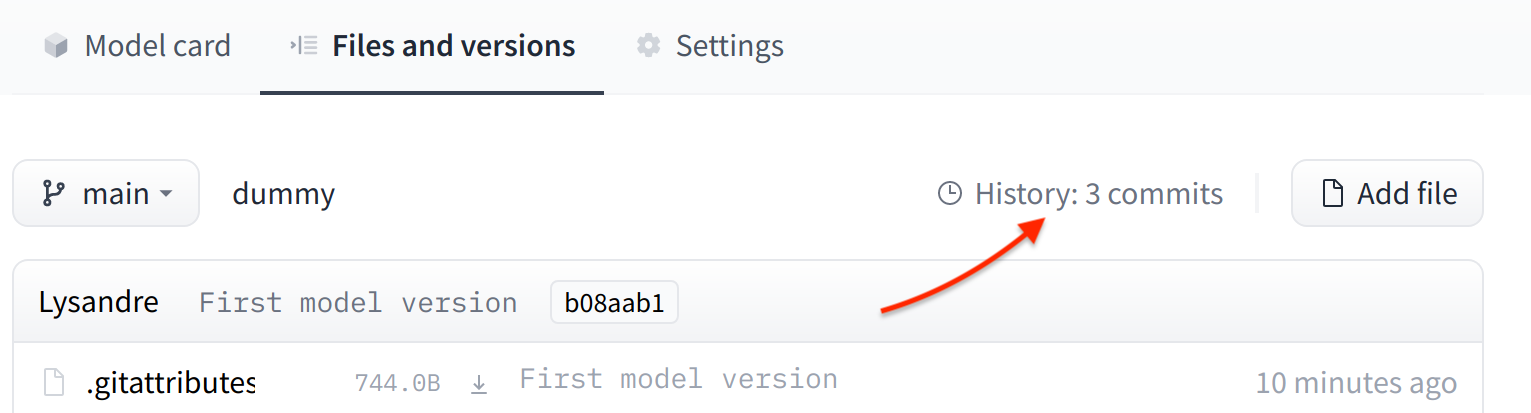 Model card Files and versions Settings
main dummy History: 3 commits Add file
Lysandre First model version b08aab1
.gitattributes 744.0B First model version 10 minutes ago